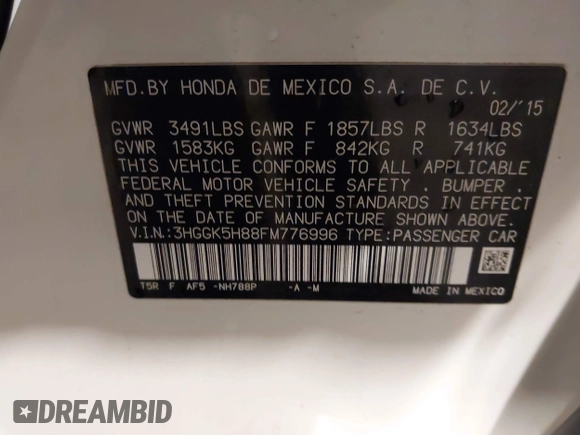 MFD.BY HONDA DE MEXICO S.A. DE C.V.
02/'15
GVWR 3491LBS GAWR F 1857LBS R 1634LBS
GVWR 1583KG GAWR F 842KG R 741KG
THIS VEHICLE CONFORMS TO ALL APPLICABLE
FEDERAL MOTOR VEHICLE SAFETY , BUMPER ,
AND THEFT PREVENTION STANDARDS IN EFFECT
ON THE DATE OF MANUFACTURE SHOWN ABOVE.
V.I.N.:3HGGK5H88FM776996 TYPE:PASSENGER CAR
T5R F AF5 -NH788P -A -M
MADE IN MEXICO
DREAMBID